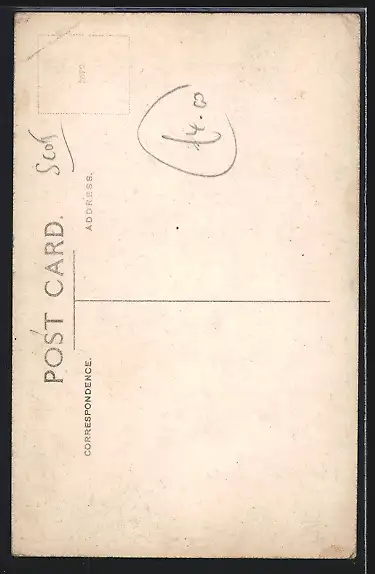 POST CARD.
CORRESPONDENCE.
ADDRESS.
Scot
£4.00